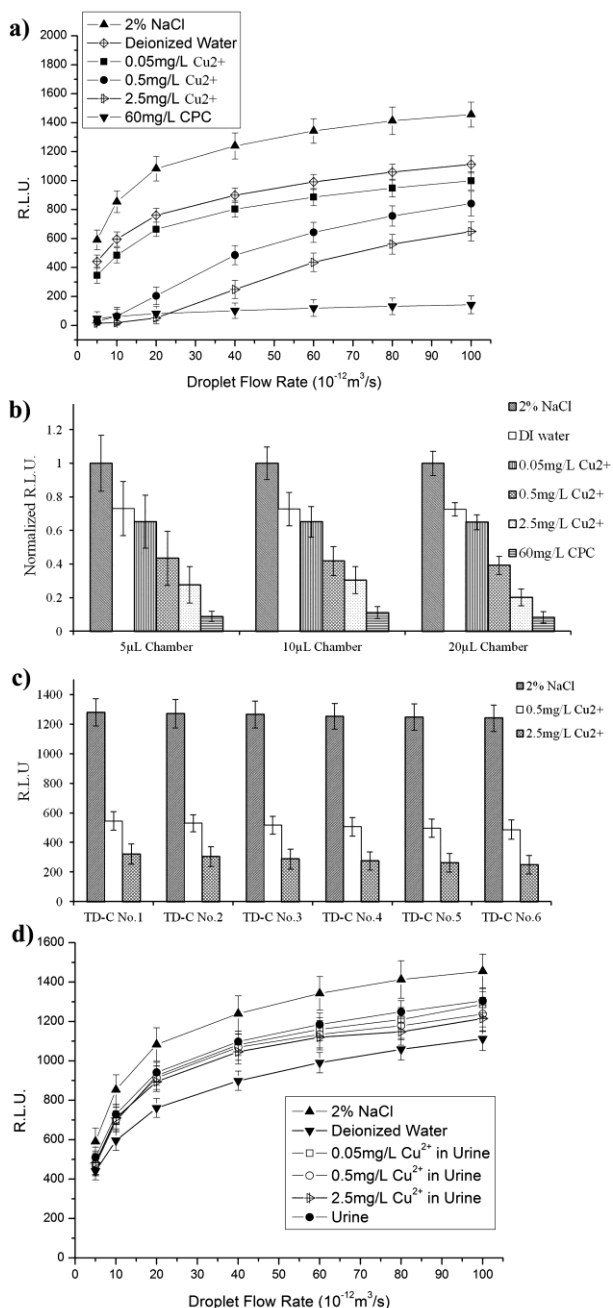 a)
2% NaCl
Deionized Water
0.05mg/L Cu2+
0.5mg/L Cu2+
2.5mg/L Cu2+
60mg/L CPC
2000
1800
1600
1400
1200
1000
800
600
400
200
0
R.L.U.
10 20 30 40 50 60 70 80 90 100
Droplet Flow Rate (10⁻¹²m³/s)
b)
2% NaCl
DI water
0.05mg/L Cu2+
0.5mg/L Cu2+
2.5mg/L Cu2+
60mg/L CPC
1.2
1
0.8
0.6
0.4
0.2
0
Normalized R.L.U.
5μL Chamber 10μL Chamber 20μL Chamber
c)
2% NaCl
0.5mg/L Cu2+
2.5mg/L Cu2+
1400
1200
1000
800
600
400
200
0
R.L.U
TD-C No.1 TD-C No.2 TD-C No.3 TD-C No.4 TD-C No.5 TD-C No.6
d)
1600
1400
1200
1000
800
600
400
200
0
R.L.U.
2% NaCl
Deionized Water
0.05mg/L Cu²⁺ in Urine
0.5mg/L Cu²⁺ in Urine
2.5mg/L Cu²⁺ in Urine
Urine
10 20 30 40 50 60 70 80 90 100
Droplet Flow Rate (10⁻¹²m³/s)